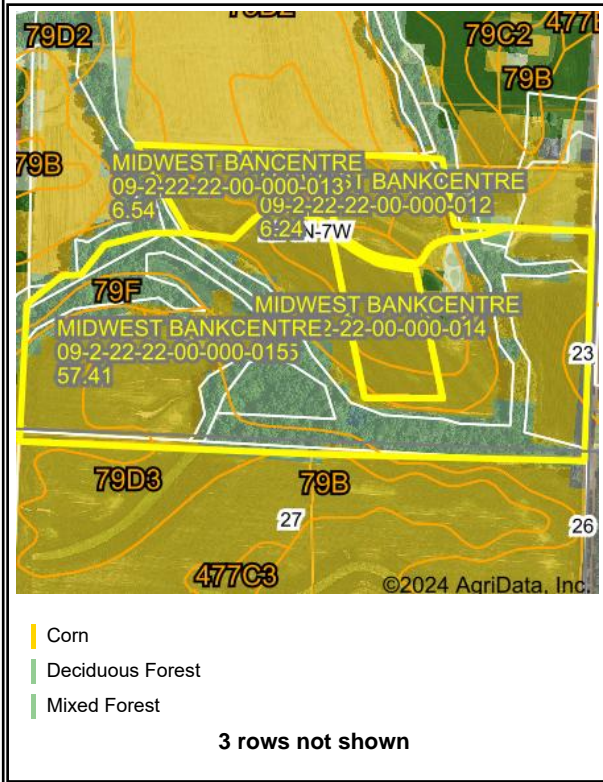 79D2
79C2
79B
79B
MIDWEST BANCENTRE
09-2-22-22-00-000-013
6.54
BANKCENTRE
09-2-22-22-00-000-012
6.24
N-7W
79F
MIDWEST BANKCENTRE
2-22-00-000-014
MIDWEST BANKCENTRE
09-2-22-22-00-000-015
57.41
23
79D3
79B
27
26
477C3
©2024 AgriData, Inc.
Corn
Deciduous Forest
Mixed Forest
3 rows not shown